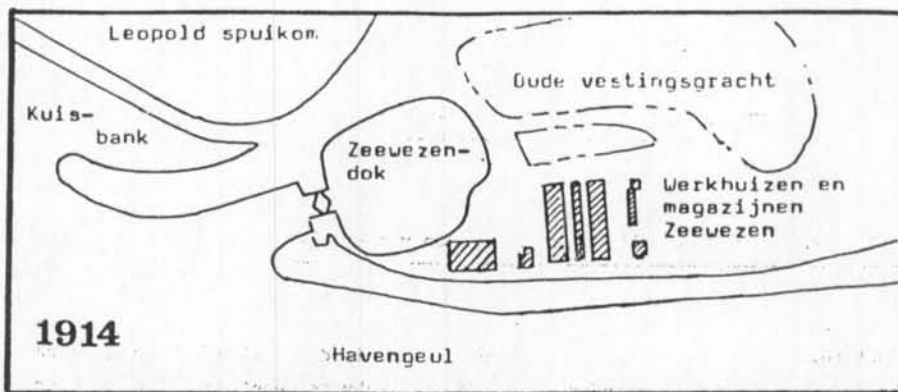 Leopold spuikom
Oude vestingsgracht
Kuis-
bank
Zeewezen-
dok
Werkhuizen en
magazijnen
Zeewezen
1914
Havengeul